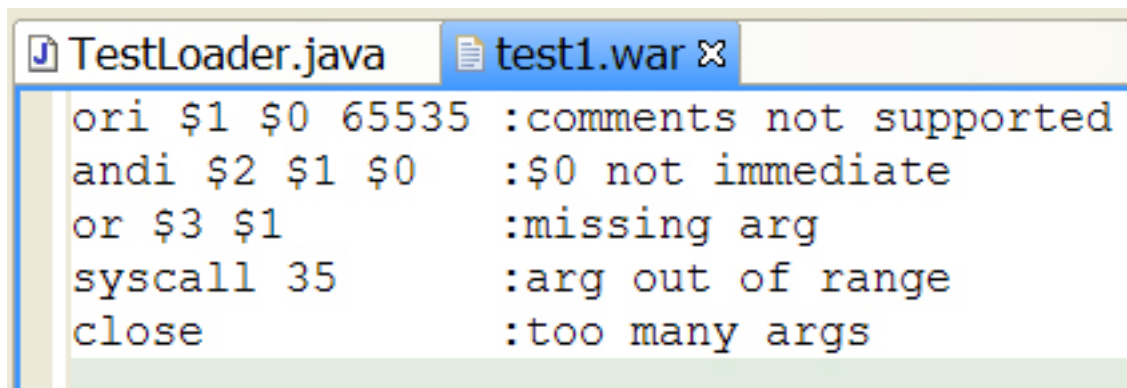 TestLoader.java test1.war
ori $1 $0 65535 :comments not supported
andi $2 $1 $0 :$0 not immediate
or $3 $1 :missing arg
syscall 35 :arg out of range
close :too many args